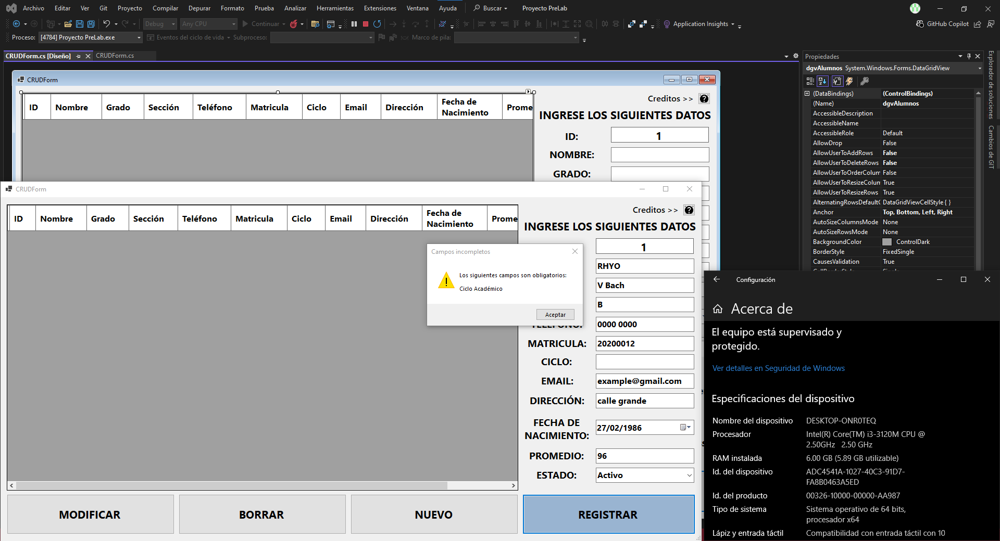 Archivo Editar Ver Git Proyecto Compilar Depurar Formato Prueba Analizar Herramientas Extensiones Ventana Ayuda Buscar Proyecto PreLab
Debug Any CPU Continuar Application Insights GitHub Copilot
Proceso: [4784] Proyecto PreLab.exe Eventos del ciclo de vida Subproceso: Marco de pila:
CRUDForm.cs [Diseño] CRUDForm.cs
CRUDForm
ID Nombre Grado Sección Teléfono Matricula Ciclo Email Dirección Fecha de Nacimiento Prome
Creditos >>
INGRESE LOS SIGUIENTES DATOS
ID: 1
NOMBRE:
GRADO:
Propiedades
dgvAlumnos System.Windows.Forms.DataGridView
(DataBindings) (ControlBindings)
(Name) dgvAlumnos
AccessibleDescription
AccessibleName
AccessibleRole Default
AllowDrop False
AllowUserToAddRows False
AllowUserToDeleteRows False
AllowUserToOrderColum False
AllowUserToResizeColum True
AllowUserToResizeRows True
AlternatingRowsDefaultC DataGridViewCellStyle { }
Anchor Top, Bottom, Left, Right
AutoSizeColumnsMode None
AutoSizeRowsMode None
BackgroundColor ControlDark
BorderStyle FixedSingle
CausesValidation True
Explorador de soluciones
Cambios de GIT
CRUDForm
ID Nombre Grado Sección Teléfono Matricula Ciclo Email Dirección Fecha de Nacimiento Prome
Creditos >>
INGRESE LOS SIGUIENTES DATOS
1
RHYO
V Bach
B
TELÉFONO: 0000 0000
MATRICULA: 20200012
CICLO:
EMAIL: example@gmail.com
DIRECCIÓN: calle grande
FECHA DE NACIMIENTO: 27/02/1986
PROMEDIO: 96
ESTADO: Activo
MODIFICAR BORRAR NUEVO REGISTRAR
Campos incompletos
Los siguientes campos son obligatorios:
Ciclo Académico
Aceptar
Configuración
Acerca de
El equipo está supervisado y
protegido.
Ver detalles en Seguridad de Windows
Especificaciones del dispositivo
Nombre del dispositivo DESKTOP-ONR0TEQ
Procesador Intel(R) Core(TM) i3-3120M CPU @
2.50GHz 2.50 GHz
RAM instalada 6.00 GB (5.89 GB utilizable)
Id. del dispositivo ADC4541A-1027-40C3-91D7-
FA8B0463A5ED
Id. del producto 00326-10000-00000-AA987
Tipo de sistema Sistema operativo de 64 bits,
procesador x64
Lápiz y entrada táctil Compatibilidad con entrada táctil con 10